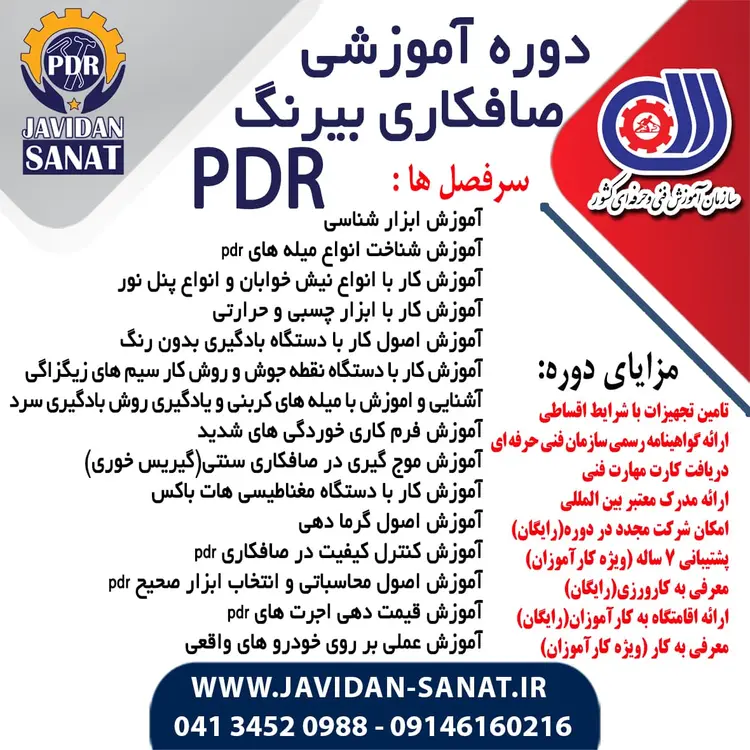 PDR
JAVIDAN
SANAT
دوره آموزشی
صافکاری بیرنگ
PDR
سازمان آموزش فنی و حرفه‌ای کشور
سرفصل ها :
آموزش ابزار شناسی
آموزش شناخت انواع میله های pdr
آموزش کار با انواع نیش خوابان و انواع پنل نور
آموزش کار با ابزار چسبی و حرارتی
آموزش اصول کار با دستگاه بادگیری بدون رنگ
آموزش کار با دستگاه نقطه جوش و روش کار سیم های زیگزاگی
آشنایی و اموزش با میله های کربنی و یادگیری روش بادگیری سرد
آموزش فرم کاری خوردگی های شدید
آموزش موج گیری در صافکاری سنتی(گیریس خوری)
آموزش کار با دستگاه مغناطیسی هات باکس
آموزش اصول گرما دهی
آموزش کنترل کیفیت در صافکاری pdr
آموزش اصول محاسباتی و انتخاب ابزار صحیح pdr
آموزش قیمت دهی اجرت های pdr
آموزش عملی بر روی خودرو های واقعی
مزایای دوره:
تامین تجهیزات با شرایط اقساطی
ارائه گواهینامه رسمی سازمان فنی حرفه ای
دریافت کارت مهارت فنی
ارائه مدرک معتبر بین المللی
امکان شرکت مجدد در دوره(رایگان)
پشتیبانی ۷ ساله (ویژه کارآموزان)
معرفی به کارورزی(رایگان)
ارائه اقامتگاه به کارآموزان(رایگان)
معرفی به کار (ویژه کارآموزان)
WWW.JAVIDAN-SANAT.IR
041 3452 0988 - 09146160216